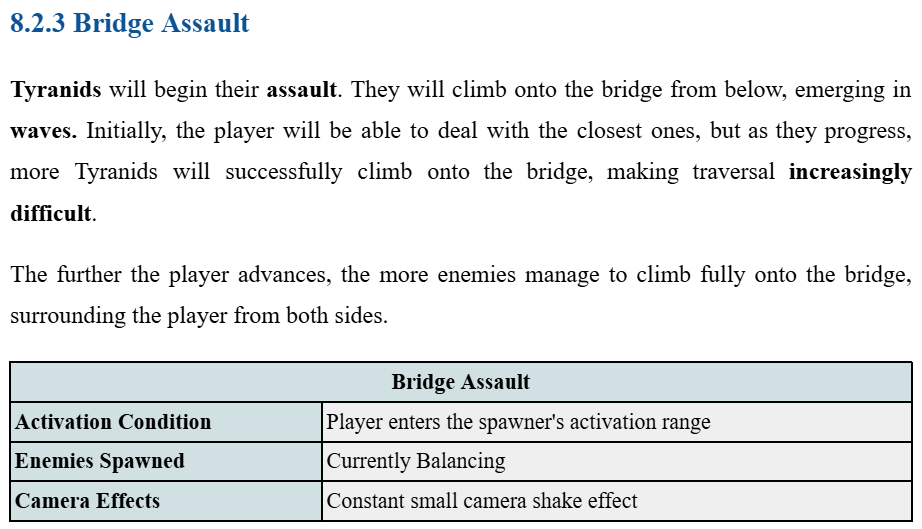 8.2.3 Bridge Assault
Tyranids will begin their assault. They will climb onto the bridge from below, emerging in
waves. Initially, the player will be able to deal with the closest ones, but as they progress,
more Tyranids will successfully climb onto the bridge, making traversal increasingly
difficult.
The further the player advances, the more enemies manage to climb fully onto the bridge,
surrounding the player from both sides.
Bridge Assault
Activation Condition Player enters the spawner's activation range
Enemies Spawned Currently Balancing
Camera Effects Constant small camera shake effect